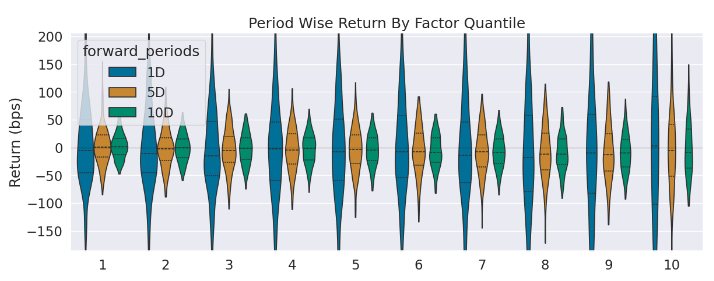 Period Wise Return By Factor Quantile
Return (bps)
200
150
100
50
0
−50
−100
−150
forward_periods
1D
5D
10D
1 2 3 4 5 6 7 8 9 10